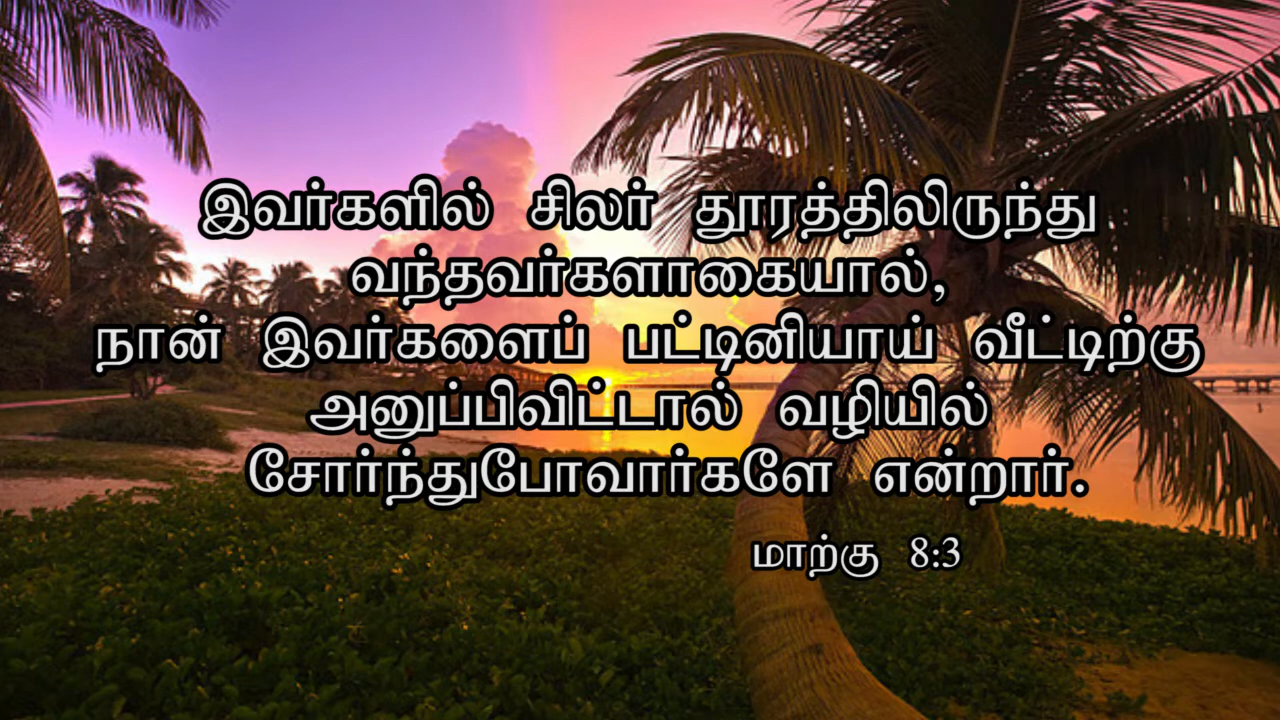 இவர்களில் சிலர் தூரத்திலிருந்து
வந்தவர்களாகையால்,
நான் இவர்களைப் பட்டினியாய் வீட்டிற்கு
அனுப்பிவிட்டால் வழியில்
சோர்ந்துபோவார்களே என்றார்.
மாற்கு 8:3